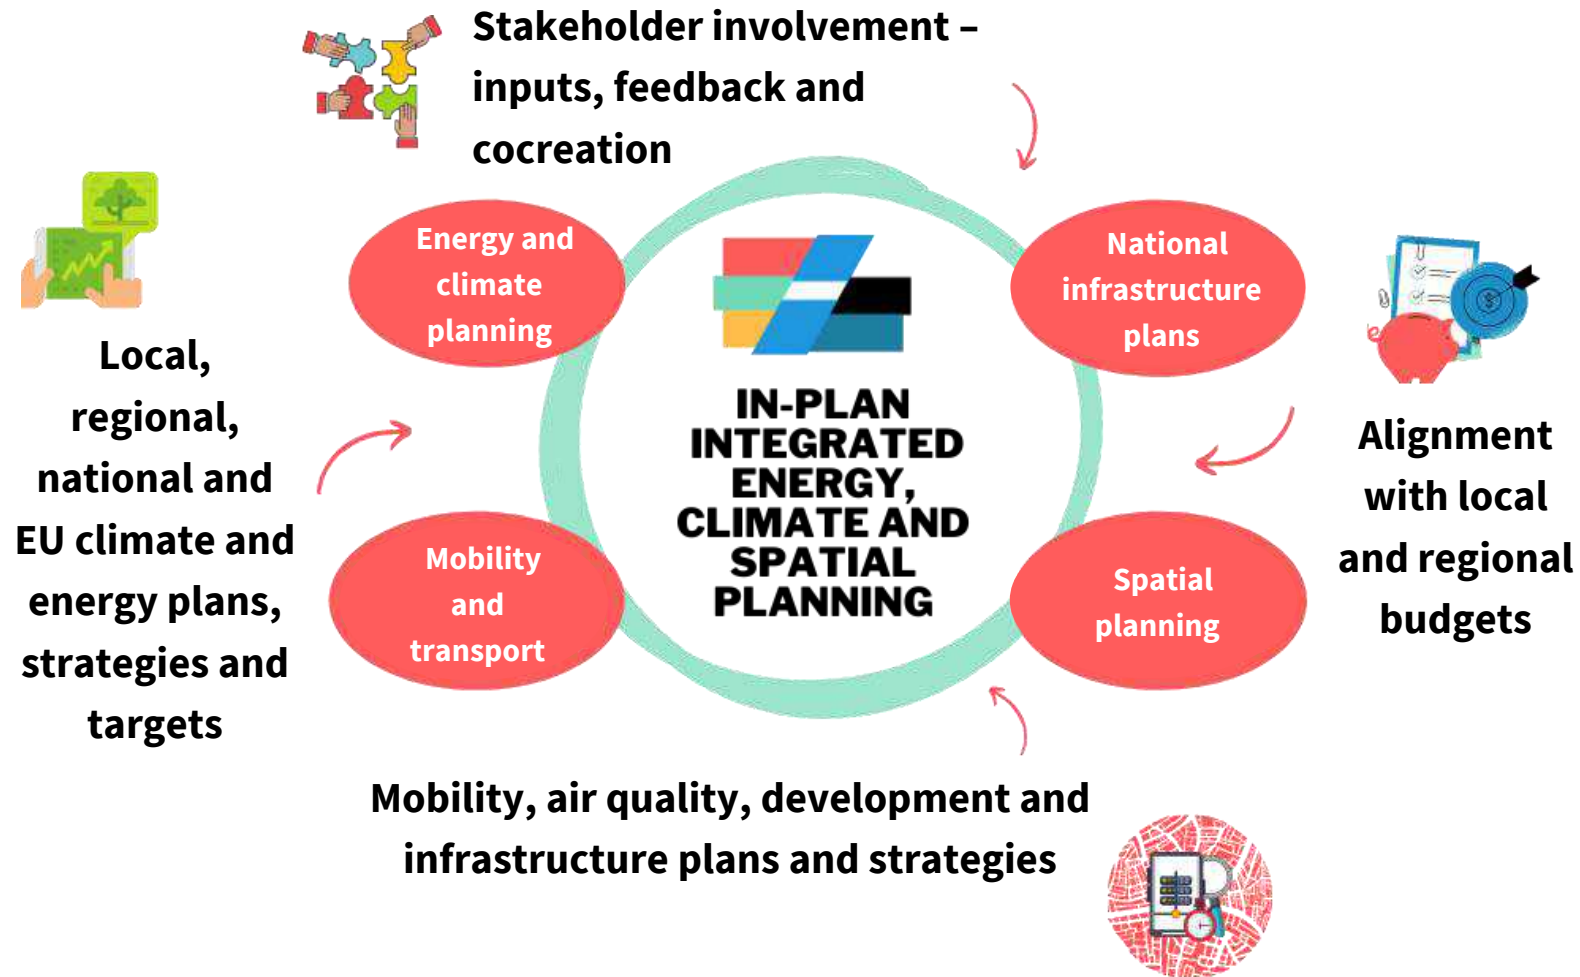 Stakeholder involvement –
inputs, feedback and
cocreation
Energy and
climate
planning
National
infrastructure
plans
Local,
regional,
national and
EU climate and
energy plans,
strategies and
targets
IN-PLAN
INTEGRATED
ENERGY,
CLIMATE AND
SPATIAL
PLANNING
Alignment
with local
and regional
budgets
Mobility
and
transport
Spatial
planning
Mobility, air quality, development and
infrastructure plans and strategies